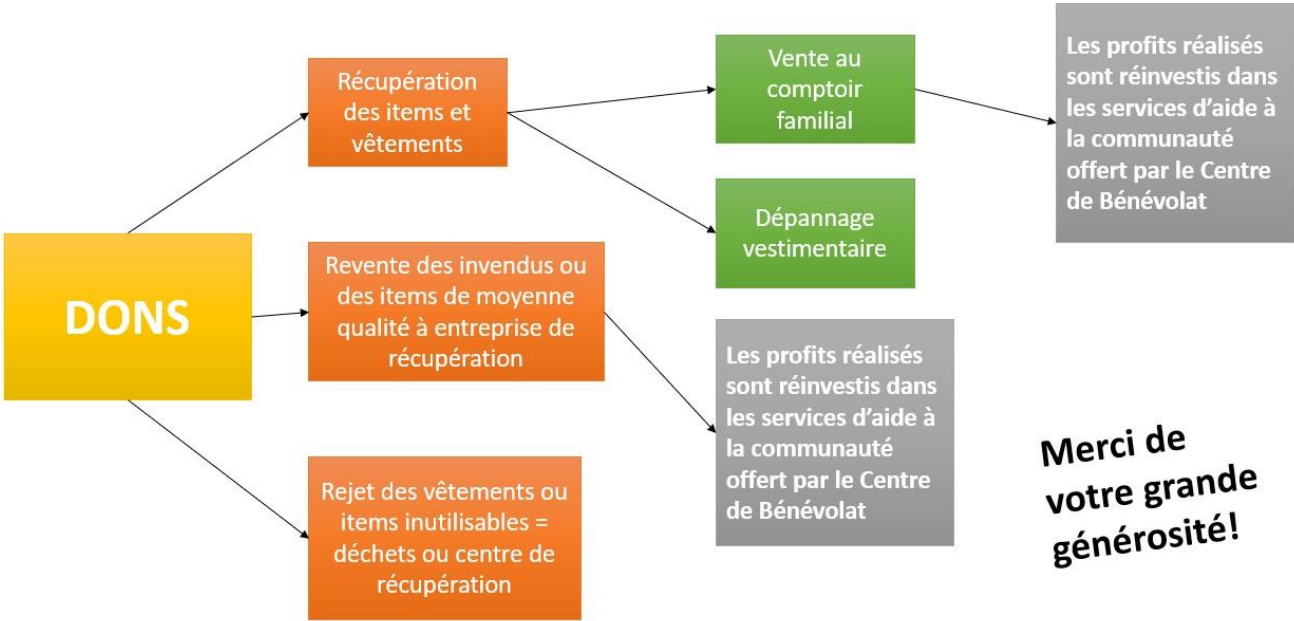 DONS
Récupération
des items et
vêtements
Vente au
comptoir
familial
Les profits réalisés
sont réinvestis dans
les services d’aide à
la communauté
offert par le Centre
de Bénévolat
Dépannage
vestimentaire
Revente des invendus ou
des items de moyenne
qualité à entreprise de
récupération
Les profits réalisés
sont réinvestis dans
les services d’aide à
la communauté
offert par le Centre
de Bénévolat
Rejet des vêtements ou
items inutilisables =
déchets ou centre de
récupération
Merci de
votre grande
générosité!